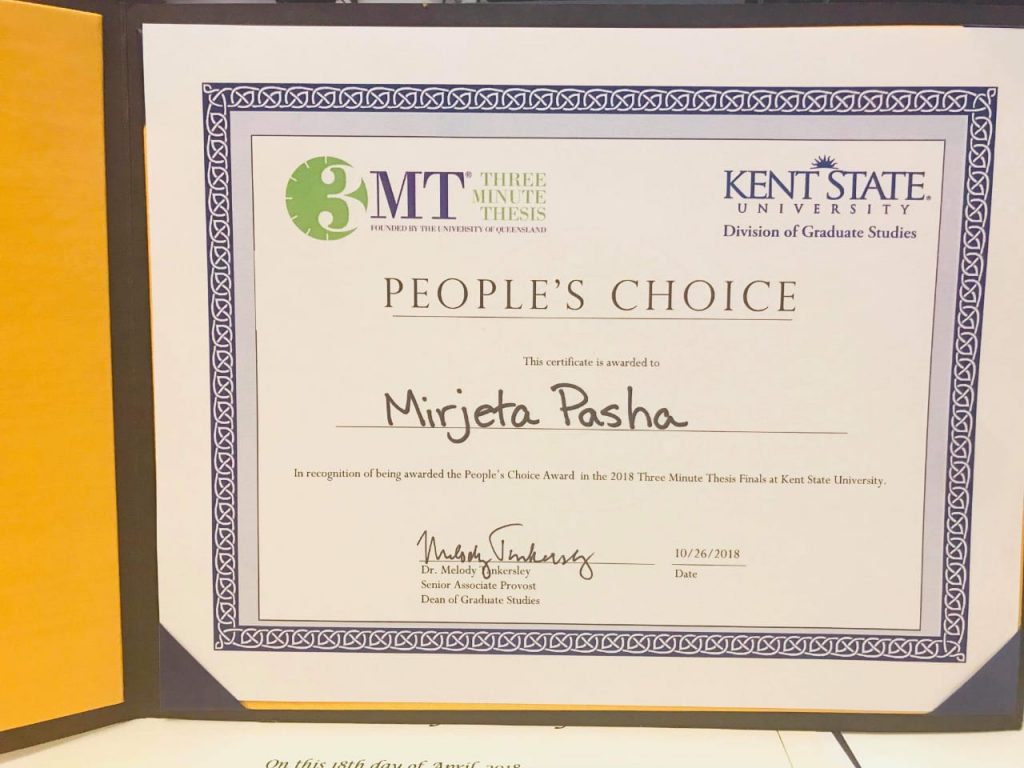 3MT® THREE
MINUTE
THESIS
FOUNDED BY THE UNIVERSITY OF QUEENSLAND
KENT STATE®
UNIVERSITY
Division of Graduate Studies
PEOPLE'S CHOICE
This certificate is awarded to
Mirjeta Pasha
In recognition of being awarded the People's Choice Award in the 2018 Three Minute Thesis Finals at Kent State University.
Melody Tankersley
Dr. Melody Tankersley
Senior Associate Provost
Dean of Graduate Studies
10/26/2018
Date
On this 18th day of April, 2018